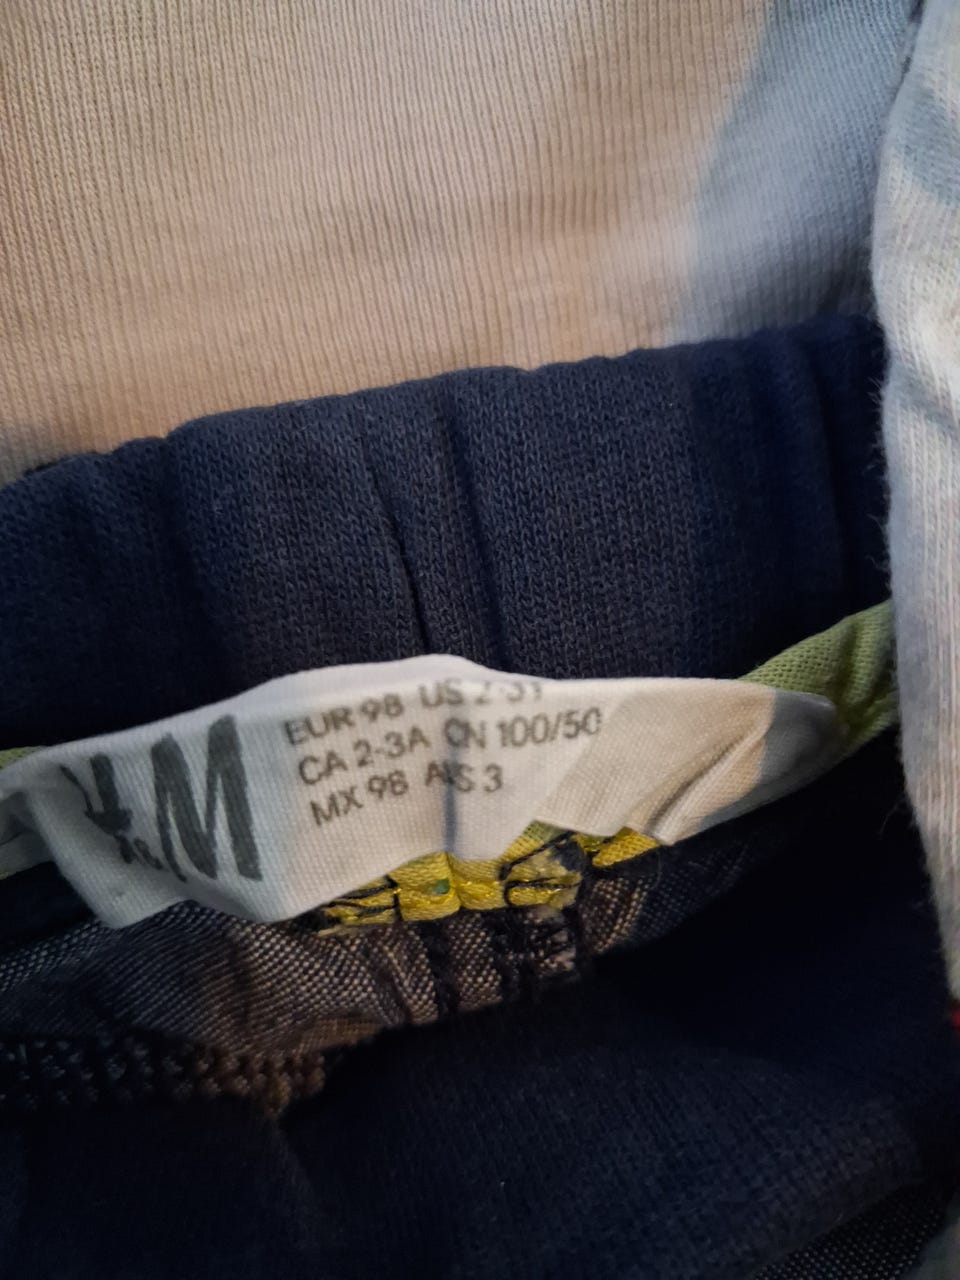 H&M
EUR 98 US 2-3Y
CA 2-3A CN 100/50
MX 98 AUS 3